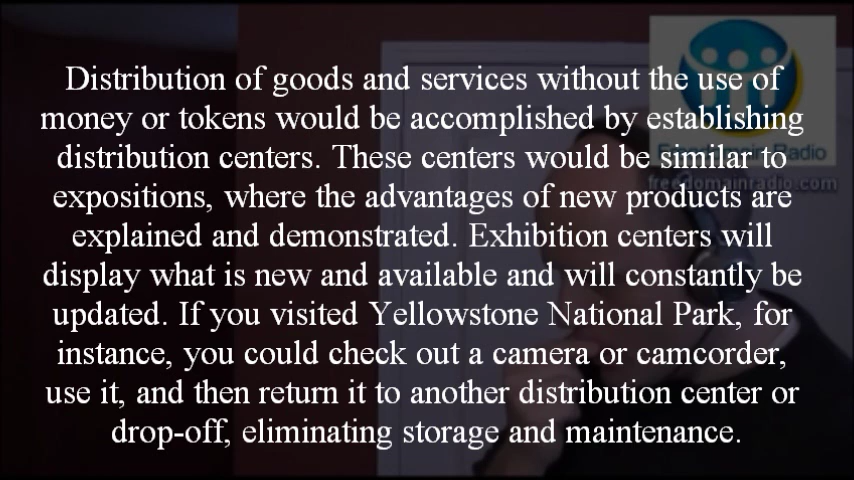 Distribution of goods and services without the use of
money or tokens would be accomplished by establishing
distribution centers. These centers would be similar to
expositions, where the advantages of new products are
explained and demonstrated. Exhibition centers will
display what is new and available and will constantly be
updated. If you visited Yellowstone National Park, for
instance, you could check out a camera or camcorder,
use it, and then return it to another distribution center or
drop-off, eliminating storage and maintenance.
Freedomain Radio
freedomainradio.com